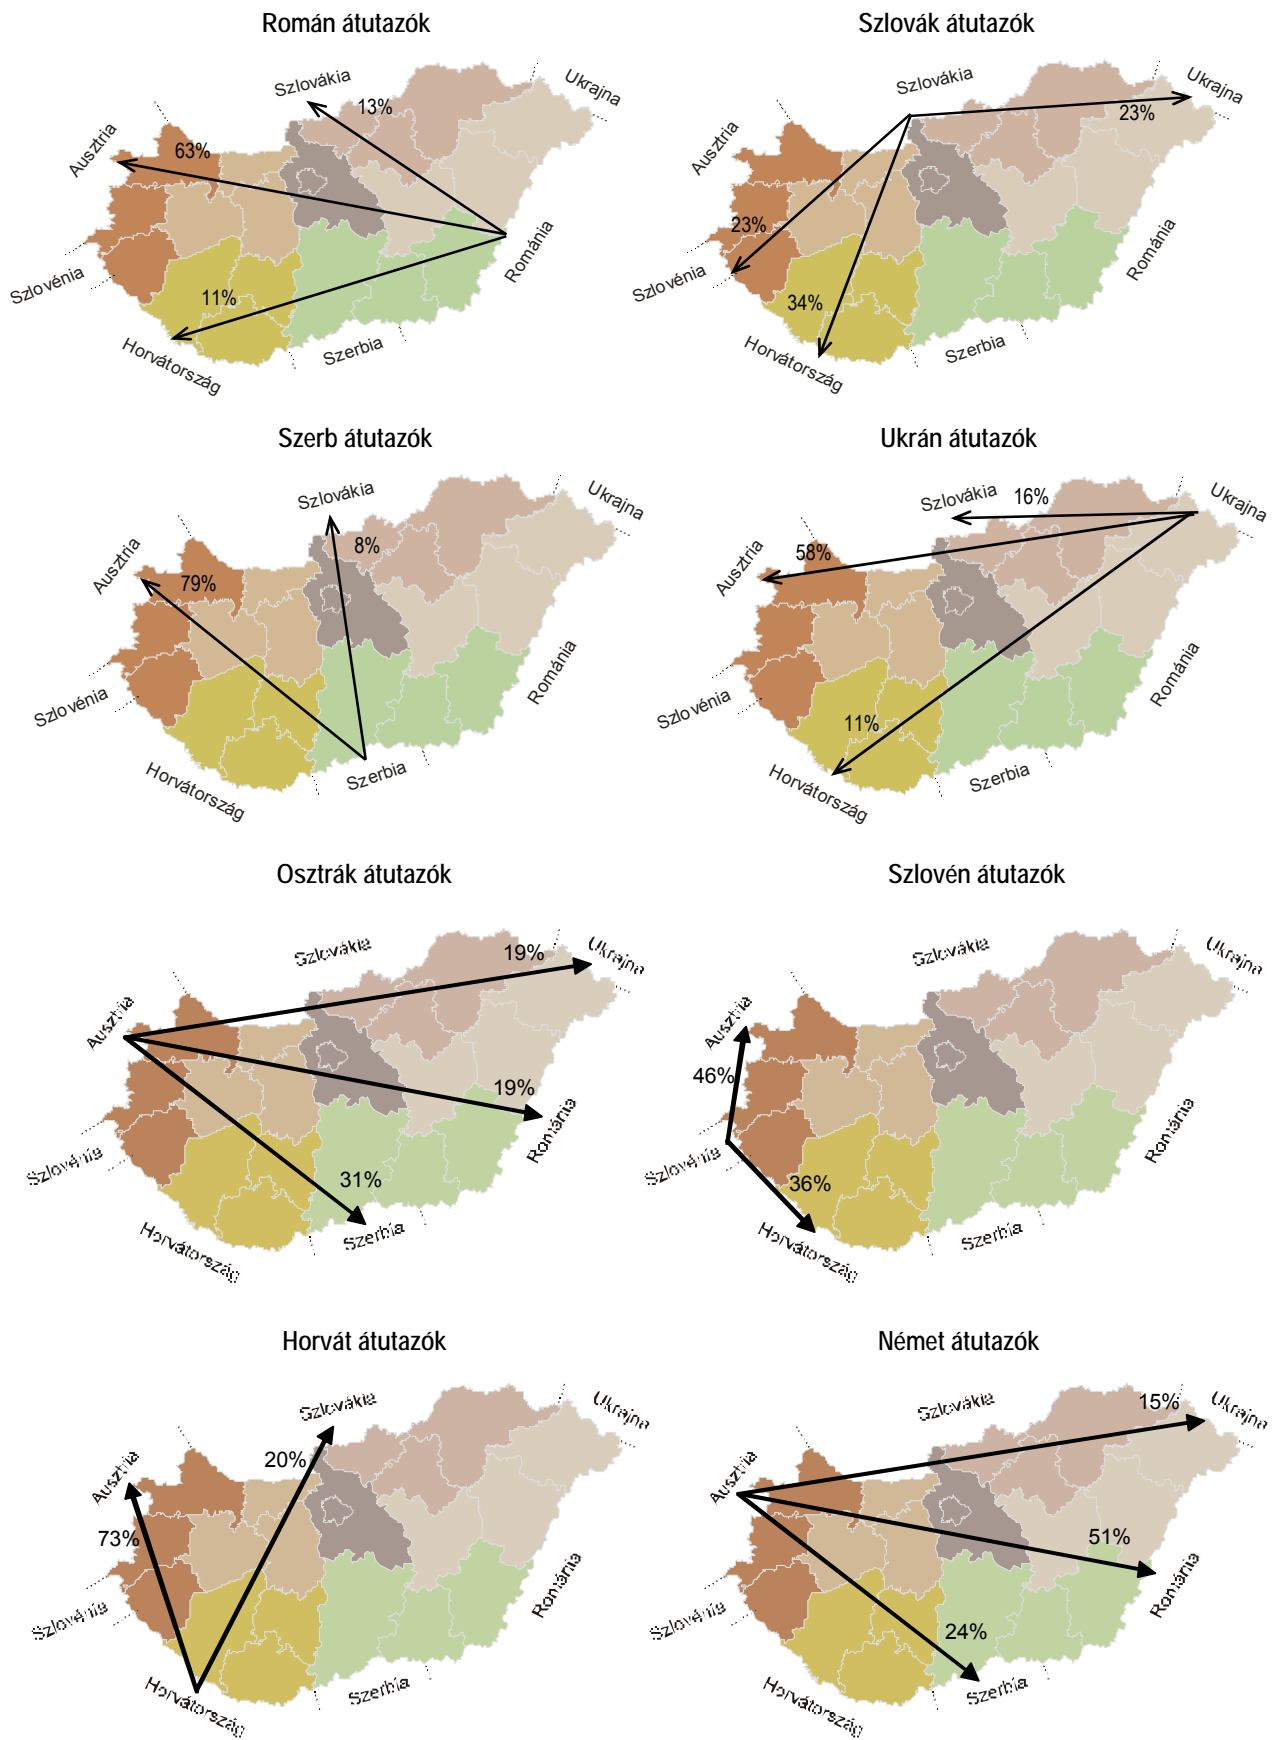 Román átutazók
Szlovákia
Ukrajna
13%
Ausztria
63%
Románia
Szlovénia
11%
Szerbia
Horvátország
Szlovák átutazók
Szlovákia
Ukrajna
23%
Ausztria
23%
Románia
Szlovénia
34%
Szerbia
Horvátország
Szerb átutazók
Szlovákia
Ukrajna
8%
Ausztria
79%
Románia
Szlovénia
Szerbia
Horvátország
Ukrán átutazók
Szlovákia
16%
Ukrajna
Ausztria
58%
Románia
Szlovénia
11%
Szerbia
Horvátország
Osztrák átutazók
Szlovákia
19%
Ukrajna
Ausztria
19%
Románia
Szlovénia
31%
Szerbia
Horvátország
Szlovén átutazók
Szlovákia
Ukrajna
Ausztria
46%
Románia
Szlovénia
36%
Szerbia
Horvátország
Horvát átutazók
Szlovákia
Ukrajna
20%
Ausztria
73%
Románia
Szlovénia
Szerbia
Horvátország
Német átutazók
Szlovákia
15%
Ukrajna
Ausztria
51%
Románia
Szlovénia
24%
Szerbia
Horvátország